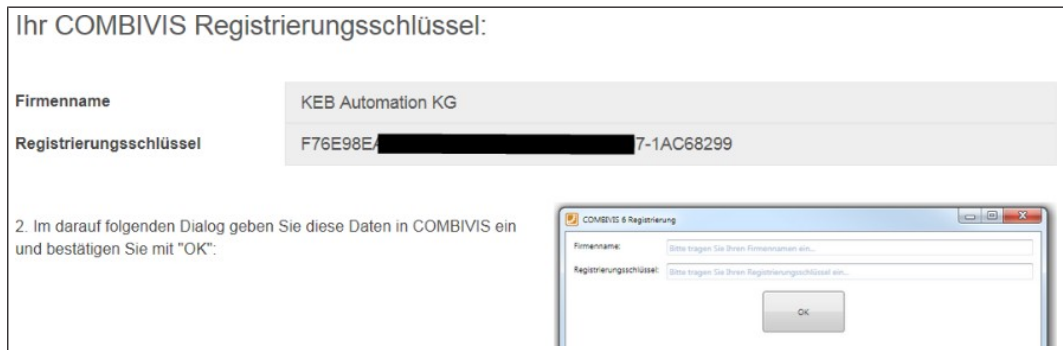 Ihr COMBIVIS Registrierungsschlüssel:
Firmenname KEB Automation KG
Registrierungsschlüssel F76E98EA 7-1AC68299
2. Im darauf folgenden Dialog geben Sie diese Daten in COMBIVIS ein
und bestätigen Sie mit "OK":
COMBIVIS 6 Registrierung
Firmenname: Bitte tragen Sie Ihren Firmennamen ein...
Registrierungsschlüssel: Bitte tragen Sie Ihren Registrierungsschlüssel ein...
OK